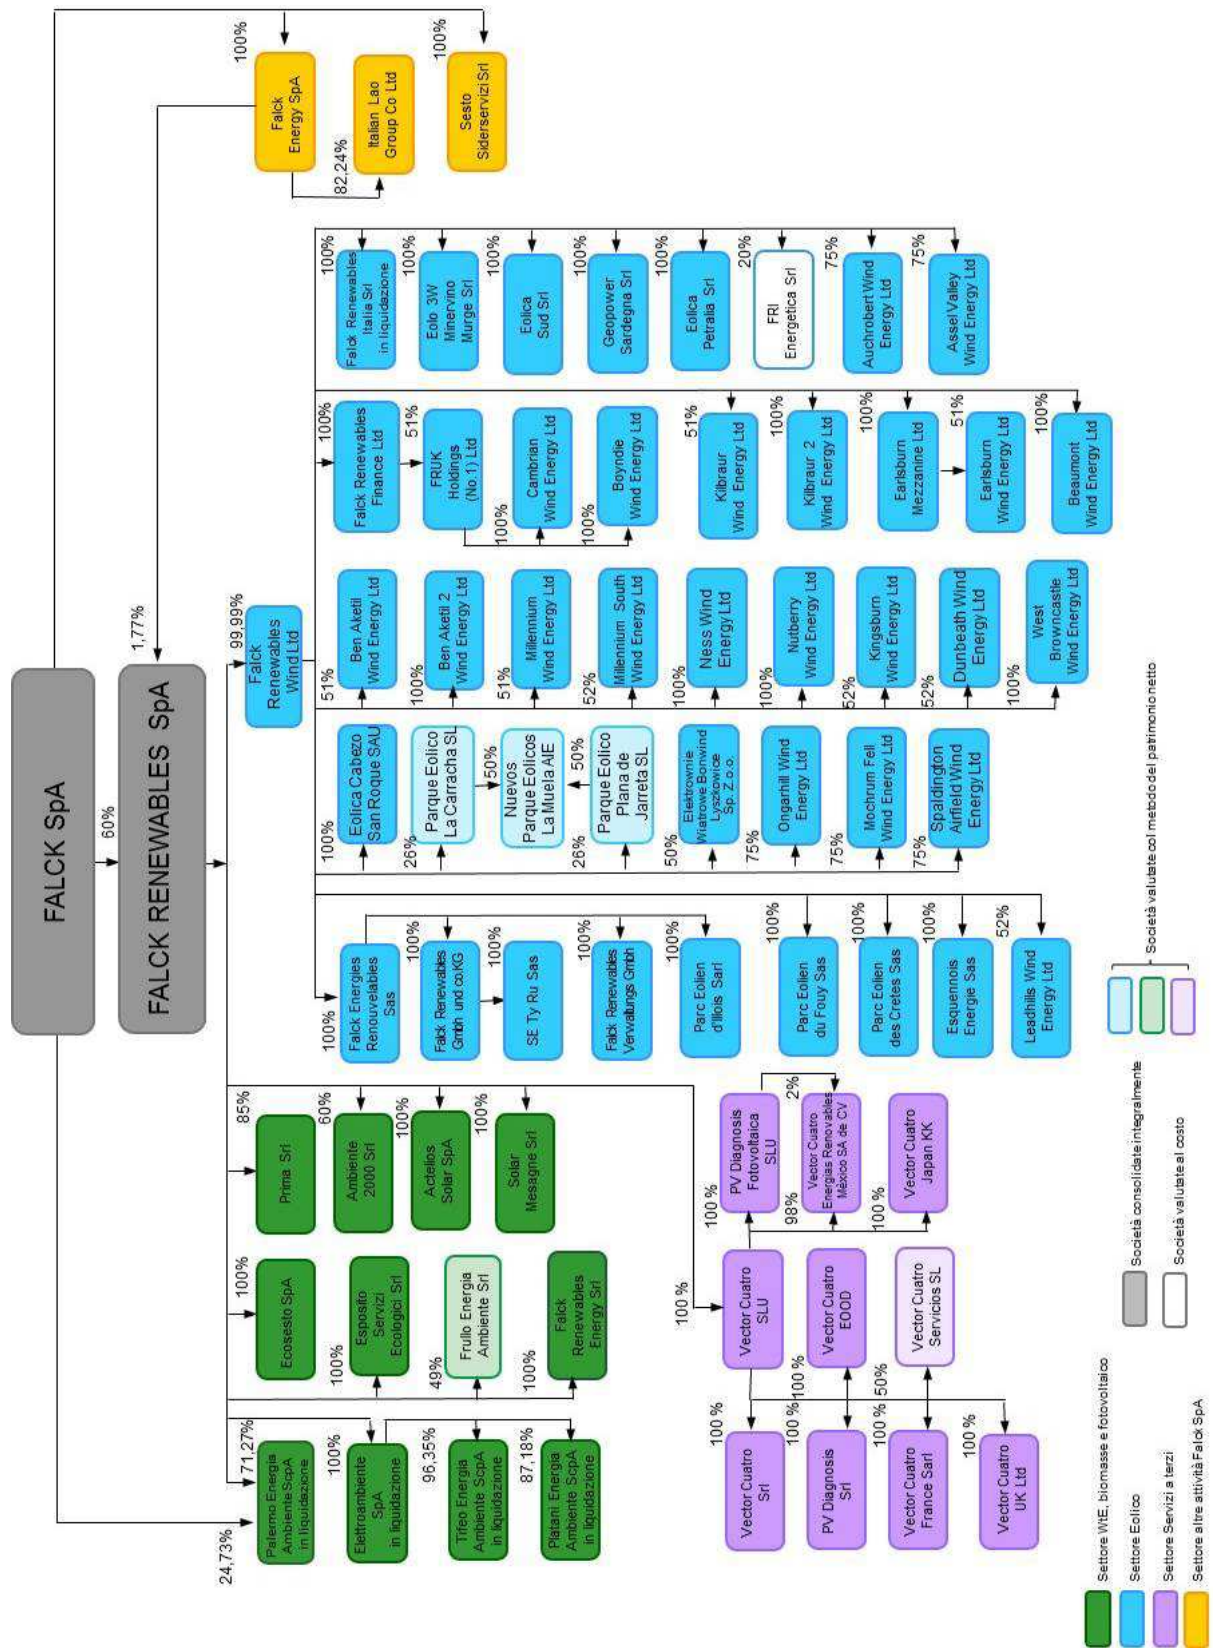 FALCK SpA
60%
FALCK RENEWABLES SpA
1,77%
100%
Falck
Energy SpA
82,24%
Italian Lao
Group Co Ltd
100%
Sesto
Siderservizi Srl
99,99%
Falck
Renewables
Wind Ltd
24,73%
71,27%
Palermo Energia
Ambiente ScpA
in liquidazione
100%
Elettroambiente
SpA
in liquidazione
96,35%
Tifeo Energia
Ambiente ScpA
in liquidazione
87,18%
Platani Energia
Ambiente ScpA
in liquidazione
100%
Ecosesto SpA
100%
Esposito
Servizi
Ecologici Srl
49%
Frullo Energia
Ambiente Srl
100%
Falck
Renewables
Energy Srl
85%
Prima Srl
60%
Ambiente
2000 Srl
100%
Actelios
Solar SpA
100%
Solar
Mesagne Srl
100%
Falck Energies
Renouvelables
Sas
100%
Falck Renewables
Gmbh und co.KG
100%
SE Ty Ru Sas
100%
Falck Renewables
Verwaltungs Gmbh
100%
Parc Eolien
d'Illois Sarl
100%
Parc Eolien
du Fouy Sas
100%
Parc Eolien
des Cretes Sas
100%
Esquennois
Energie Sas
52%
Leadhills Wind
Energy Ltd
100%
Eolica Cabezo
San Roque SAU
26%
Parque Eolico
La Carracha SL
50%
Nuevos
Parque Eolicos
La Muela AIE
50%
26%
Parque Eolico
Plana de
Jarreta SL
50%
Elektrownie
Wiatrowe Bonwind
Lyszkowice
Sp. Z o.o.
75%
Ongarhill Wind
Energy Ltd
75%
Mochrum Fell
Wind Energy Ltd
75%
Spaldington
Airfield Wind
Energy Ltd
51%
Ben Aketil
Wind Energy Ltd
100%
Ben Aketil 2
Wind Energy Ltd
51%
Millennium
Wind Energy Ltd
52%
Millennium South
Wind Energy Ltd
100%
Ness Wind
Energy Ltd
100%
Nutberry
Wind Energy Ltd
52%
Kingsburn
Wind Energy Ltd
52%
Dunbeath Wind
Energy Ltd
100%
West
Browncastle
Wind Energy Ltd
100%
Falck Renewables
Finance Ltd
51%
FRUK
Holdings
(No 1) Ltd
100%
Cambrian
Wind Energy Ltd
100%
Boyndie
Wind Energy Ltd
51%
Kilbraur
Wind Energy Ltd
100%
Kilbraur 2
Wind Energy Ltd
100%
Earlsburn
Mezzanine Ltd
51%
Earlsburn
Wind Energy Ltd
100%
Beaumont
Wind Energy Ltd
100%
Falck Renewables
Italia Srl
in liquidazione
100%
Eolo 3W
Minervino
Murge Srl
100%
Eolica
Sud Srl
100%
Geopower
Sardegna Srl
100%
Eolica
Petralia Srl
20%
FRI
Energetica Srl
75%
Auchrobert Wind
Energy Ltd
75%
Assel Valley
Wind Energy Ltd
100 %
Vector Cuatro
SLU
100 %
Vector Cuatro
EOOD
50%
Vector Cuatro
Servicios SL
100 %
Vector Cuatro
Srl
100 %
PV Diagnosis
Srl
100 %
Vector Cuatro
France Sarl
100 %
Vector Cuatro
UK Ltd
100 %
PV Diagnosis
Fotovoltaica
SLU
2%
98%
Vector Cuatro
Energias Renovables
Mèxico SA de CV
100 %
Vector Cuatro
Japan KK
Settore WtE, biomasse e fotovoltaico
Settore Eolico
Settore Servizi a terzi
Settore altre attività Falck SpA
Società consolidate integralmente
Società valutate al costo
Società valutate col metodo del patrimonio netto